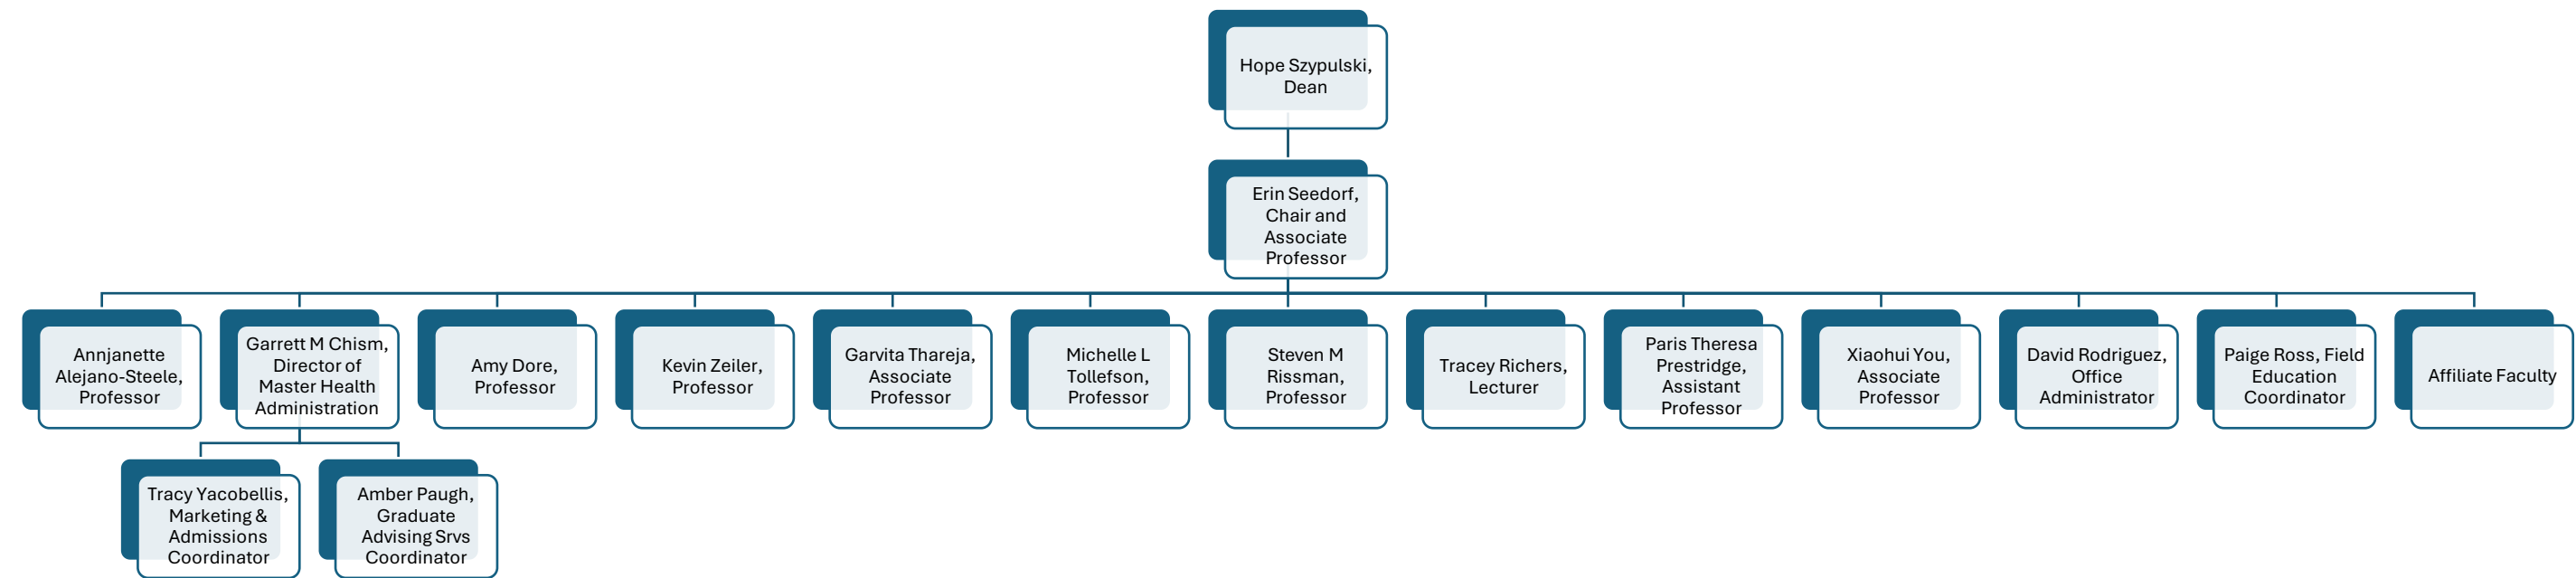 Hope Szypulski,
Dean
Erin Seedorf,
Chair and
Associate
Professor
Annjanette
Alejano-Steele,
Professor
Garrett M Chism,
Director of
Master Health
Administration
Amy Dore,
Professor
Kevin Zeiler,
Professor
Garvita Thareja,
Associate
Professor
Michelle L
Tollefson,
Professor
Steven M
Rissman,
Professor
Tracey Richers,
Lecturer
Paris Theresa
Prestridge,
Assistant
Professor
Xiaohui You,
Associate
Professor
David Rodriguez,
Office
Administrator
Paige Ross, Field
Education
Coordinator
Affiliate Faculty
Tracy Yacobellis,
Marketing &
Admissions
Coordinator
Amber Paugh,
Graduate
Advising Srvs
Coordinator